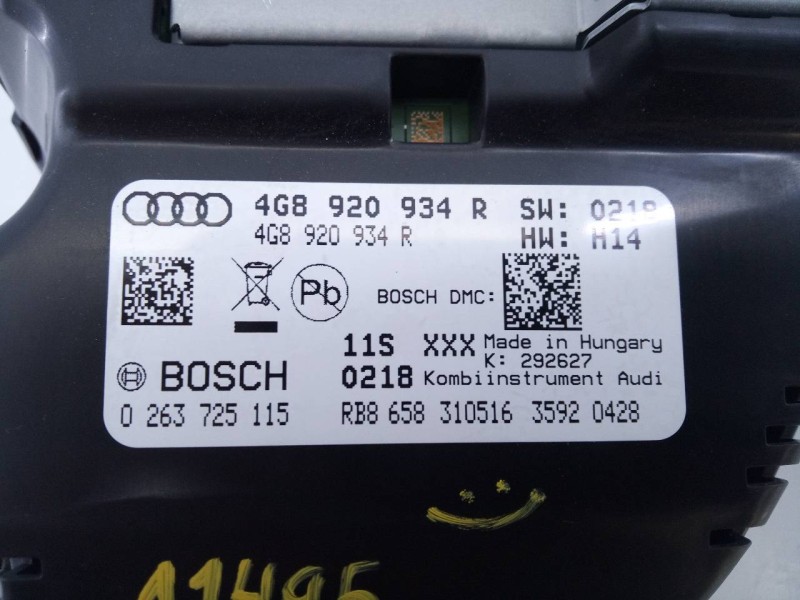 4G8 920 934 R SW: 0218
4G8 920 934 R HW: H14
Pb BOSCH DMC:
11S XXX Made in Hungary
K: 292627
BOSCH 0218 Kombiinstrument Audi
0 263 725 115 RB8 658 310516 3592 0428
A1495